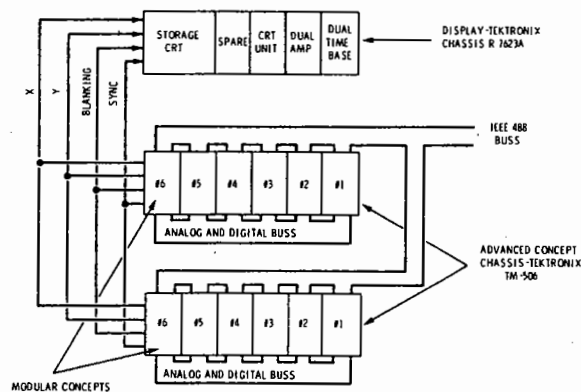 STORAGE CRT
SPARE
CRT UNIT
DUAL AMP
DUAL TIME BASE
DISPLAY-TEKTRONIX
CHASSIS R 7623A
X
Y
BLANKING
SYNC
IEEE 488
BUSS
#6 #5 #4 #3 #2 #1
ANALOG AND DIGITAL BUSS
ADVANCED CONCEPT
CHASSIS-TEKTRONIX
TM-506
#6 #5 #4 #3 #2 #1
ANALOG AND DIGITAL BUSS
MODULAR CONCEPTS